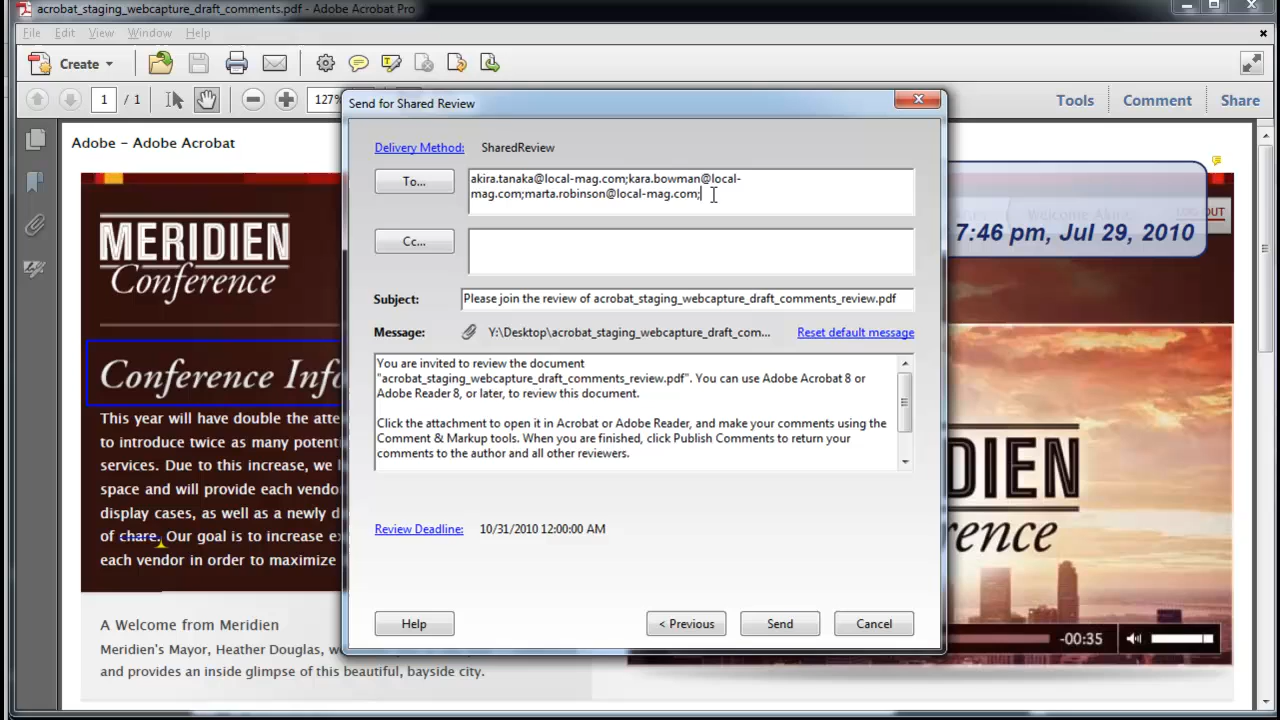 acrobat_staging_webcapture_draft_comments.pdf - Adobe Acrobat Pro
File Edit View Window Help
Create
1 / 1
127%
Tools Comment Share
Send for Shared Review
Delivery Method: SharedReview
To... akira.tanaka@local-mag.com;kara.bowman@local-
mag.com;marta.robinson@local-mag.com;
Cc...
Subject: Please join the review of acrobat_staging_webcapture_draft_comments_review.pdf
Message: Y:\Desktop\acrobat_staging_webcapture_draft_com... Reset default message
You are invited to review the document
"acrobat_staging_webcapture_draft_comments_review.pdf". You can use Adobe Acrobat 8 or
Adobe Reader 8, or later, to review this document.
Click the attachment to open it in Acrobat or Adobe Reader, and make your comments using the
Comment & Markup tools. When you are finished, click Publish Comments to return your
comments to the author and all other reviewers.
Review Deadline: 10/31/2010 12:00:00 AM
Help < Previous Send Cancel
Adobe – Adobe Acrobat
MERIDIEN
Conference
Conference
This year will have double the
to introduce twice as many
services. Due to this increase, we
space and will provide each
display cases, as well as a newly
of share. Our goal is to increase
each vendor in order to maximize
A Welcome from Meridien
Meridien's Mayor, Heather Douglas,
and provides an inside glimpse of this beautiful, bayside city.
LOG OUT
7:46 pm, Jul 29, 2010
-00:35